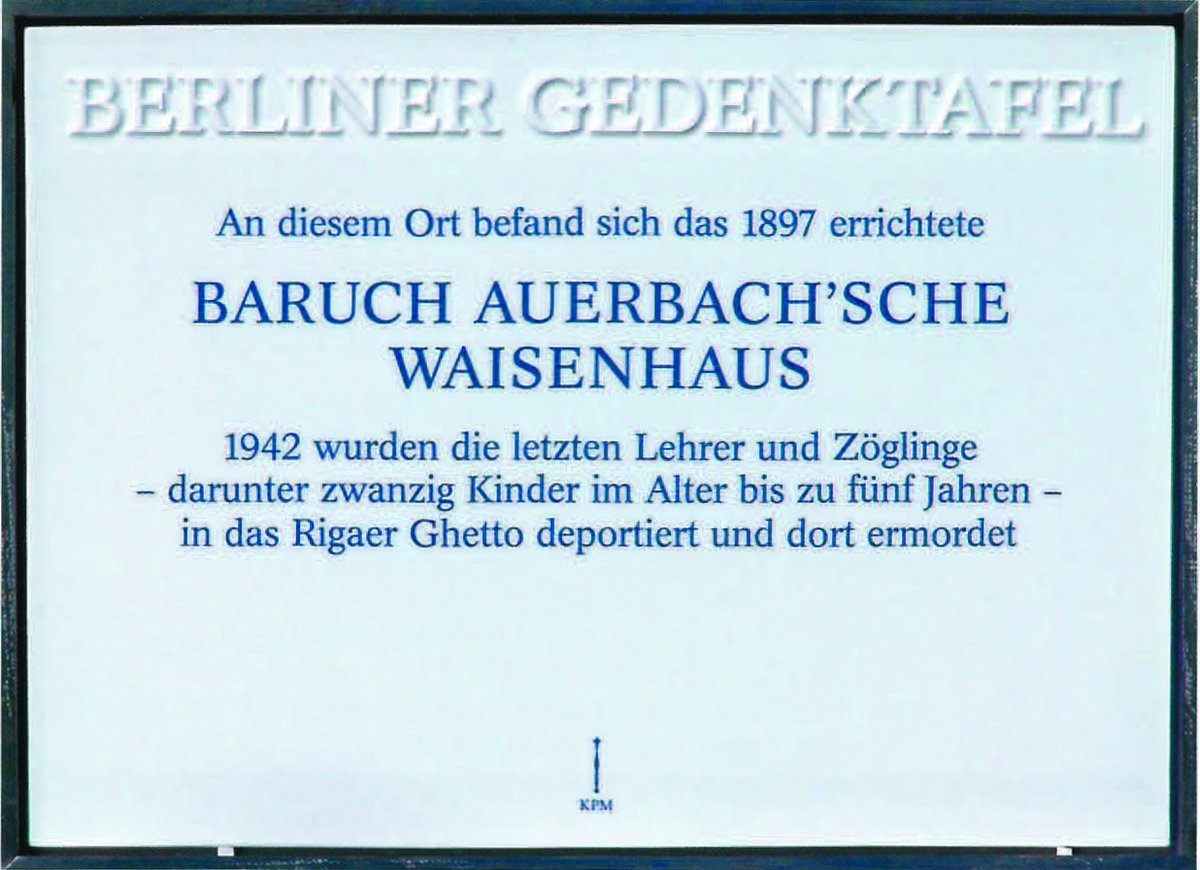 BERLINER GEDENKTAFEL
An diesem Ort befand sich das 1897 errichtete
BARUCH AUERBACH’SCHE
WAISENHAUS
1942 wurden die letzten Lehrer und Zöglinge
– darunter zwanzig Kinder im Alter bis zu fünf Jahren –
in das Rigaer Ghetto deportiert und dort ermordet
KPM